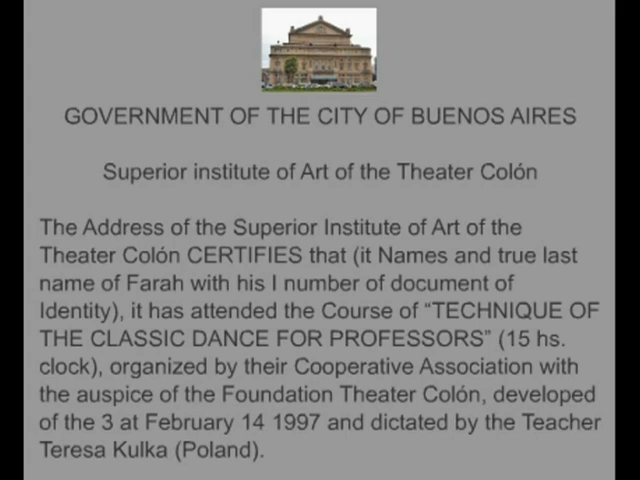 GOVERNMENT OF THE CITY OF BUENOS AIRES
Superior institute of Art of the Theater Colón
The Address of the Superior Institute of Art of the
Theater Colón CERTIFIES that (it Names and true last
name of Farah with his I number of document of
Identity), it has attended the Course of “TECHNIQUE OF
THE CLASSIC DANCE FOR PROFESSORS” (15 hs.
clock), organized by their Cooperative Association with
the auspice of the Foundation Theater Colón, developed
of the 3 at February 14 1997 and dictated by the Teacher
Teresa Kulka (Poland).